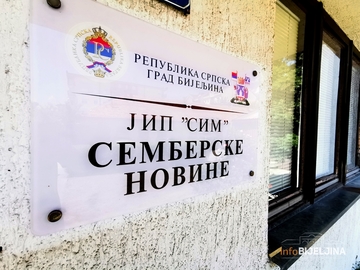 РЕПУБЛИКА СРПСКА
ГРАД БИЈЕЉИНА
ЈИП "СИМ"
СЕМБЕРСКЕ
НОВИНЕ
infoBIJELJINA